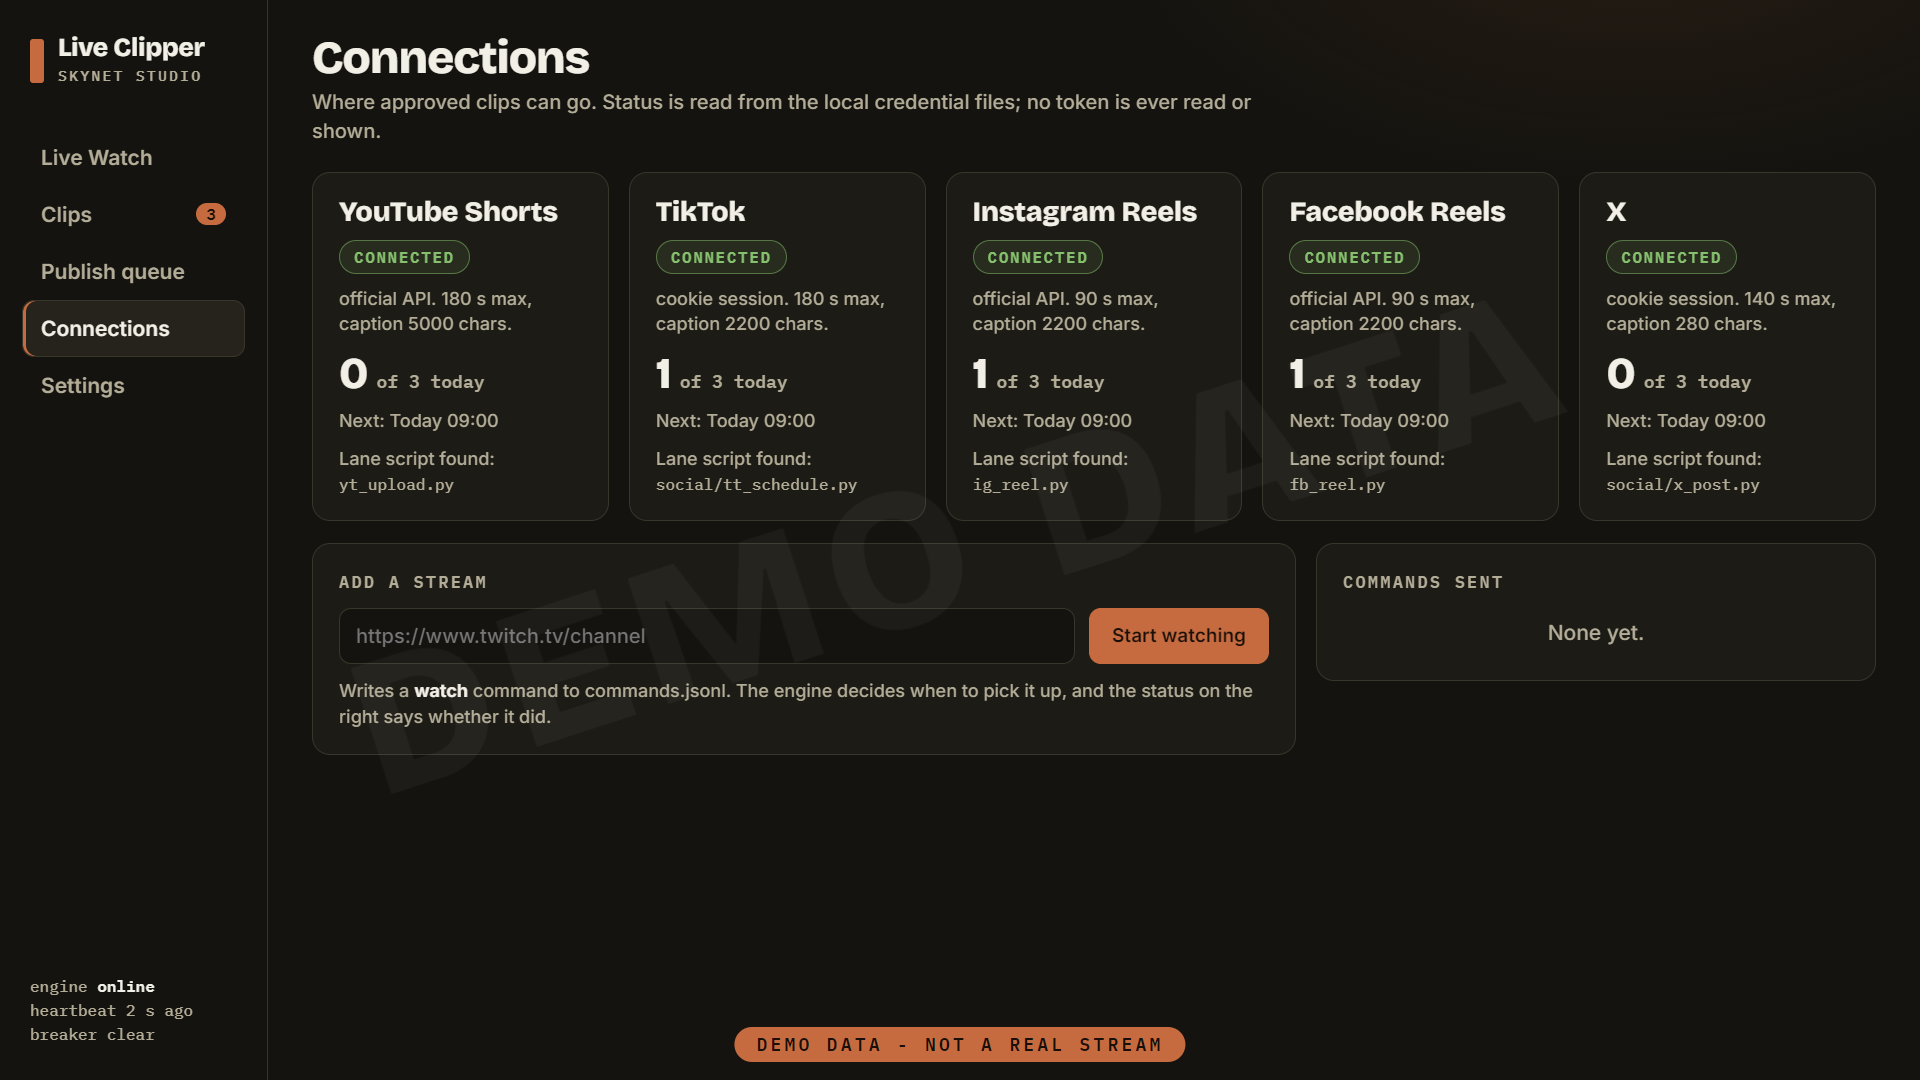 Live Clipper
SKYNET STUDIO
Live Watch
Clips 3
Publish queue
Connections
Settings
engine online
heartbeat 2 s ago
breaker clear
Connections
Where approved clips can go. Status is read from the local credential files; no token is ever read or
shown.
YouTube Shorts
CONNECTED
official API. 180 s max,
caption 5000 chars.
0 of 3 today
Next: Today 09:00
Lane script found:
yt_upload.py
TikTok
CONNECTED
cookie session. 180 s max,
caption 2200 chars.
1 of 3 today
Next: Today 09:00
Lane script found:
social/tt_schedule.py
Instagram Reels
CONNECTED
official API. 90 s max,
caption 2200 chars.
1 of 3 today
Next: Today 09:00
Lane script found:
ig_reel.py
Facebook Reels
CONNECTED
official API. 90 s max,
caption 2200 chars.
1 of 3 today
Next: Today 09:00
Lane script found:
fb_reel.py
X
CONNECTED
cookie session. 140 s max,
caption 280 chars.
0 of 3 today
Next: Today 09:00
Lane script found:
social/x_post.py
ADD A STREAM
https://www.twitch.tv/channel
Start watching
Writes a watch command to commands.jsonl. The engine decides when to pick it up, and the status on the
right says whether it did.
COMMANDS SENT
None yet.
DEMO DATA
DEMO DATA - NOT A REAL STREAM